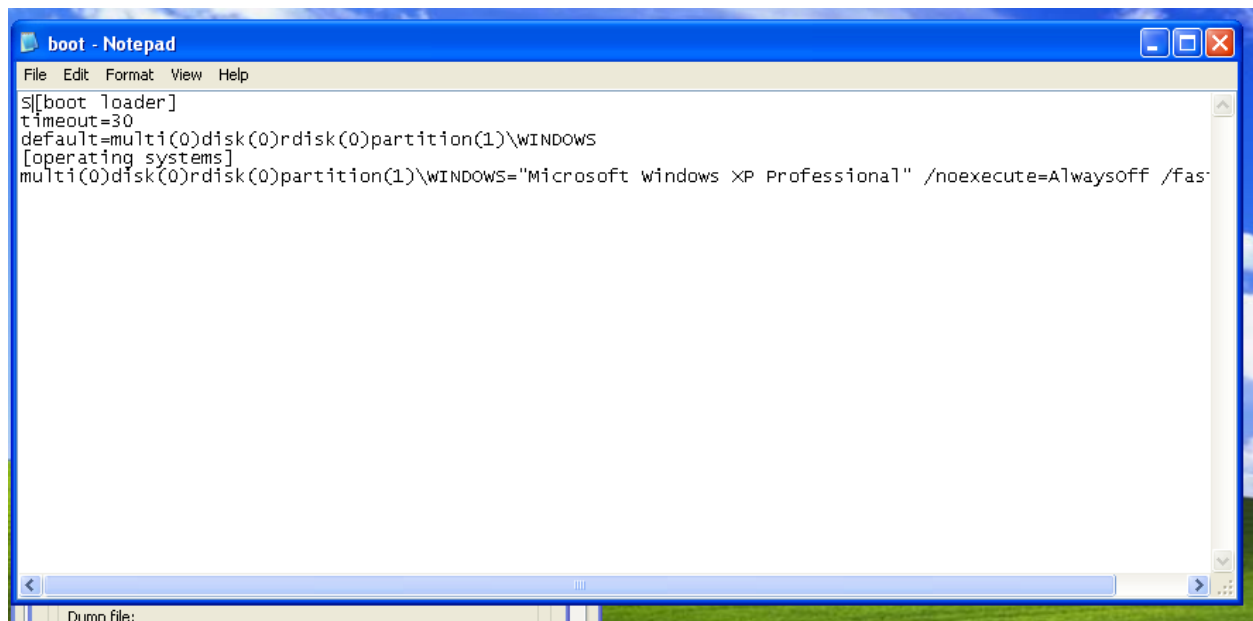 boot - Notepad
File Edit Format View Help
S[boot loader]
timeout=30
default=multi(0)disk(0)rdisk(0)partition(1)\WINDOWS
[operating systems]
multi(0)disk(0)rdisk(0)partition(1)\WINDOWS="Microsoft Windows XP Professional" /noexecute=AlwaysOff /fas
Dump file: